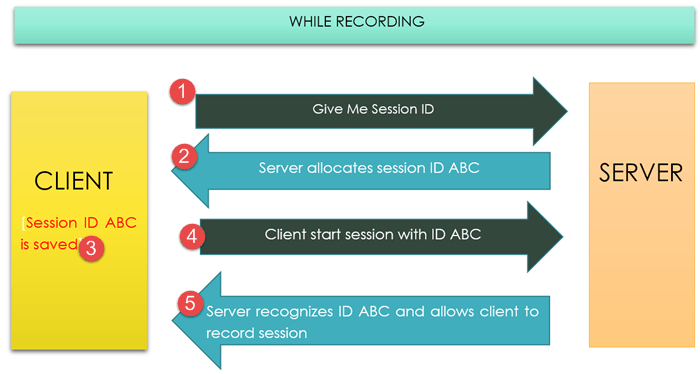 WHILE RECORDING
1
Give Me Session ID
2
Server allocates session ID ABC
CLIENT
SERVER
{Session ID ABC
is saved
3
4
Client start session with ID ABC
5
Server recognizes ID ABC and allows client to
record session